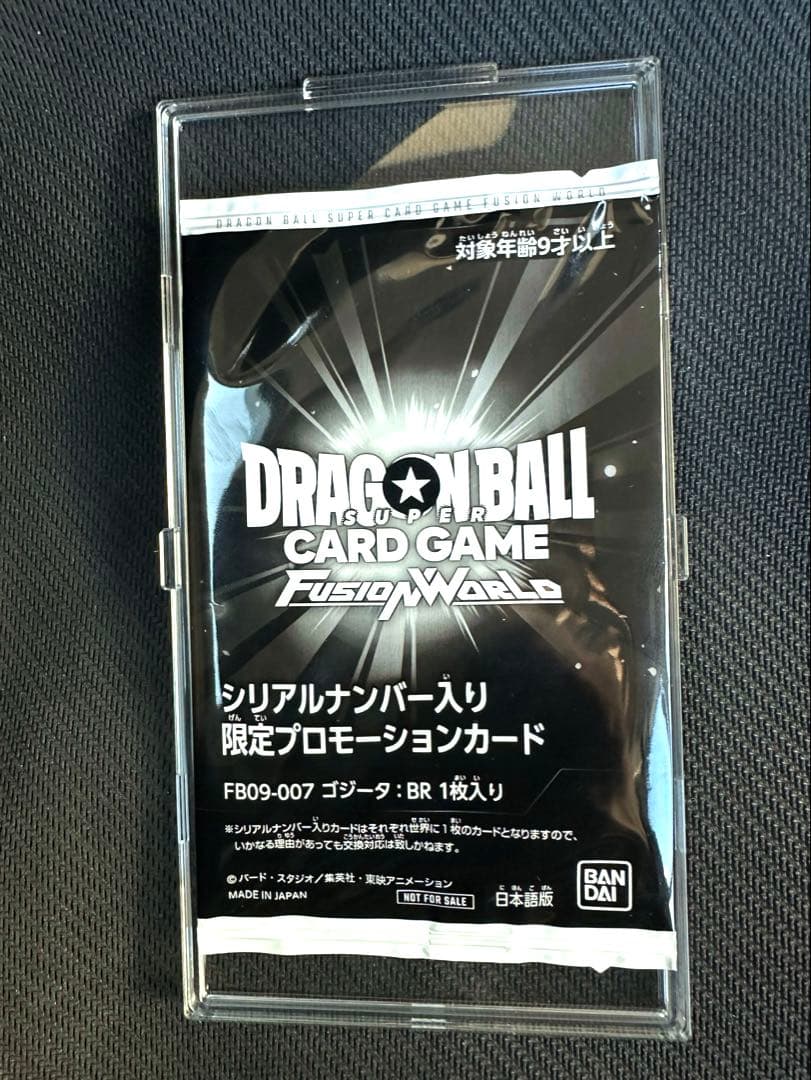 DRAGON BALL SUPER CARD GAME FUSION WORLD
対象年齢9才以上
DRAGON BALL
SUPER
CARD GAME
FUSION WORLD
シリアルナンバー入り
限定プロモーションカード
FB09-007 ゴジータ:BR 1枚入り
※シリアルナンバー入りカードはそれぞれ世界に1枚のカードとなりますので、
いかなる理由があっても交換対応は致しかねます。
©バード・スタジオ/集英社・東映アニメーション
MADE IN JAPAN
NOT FOR SALE
日本語版
BAN
DAI